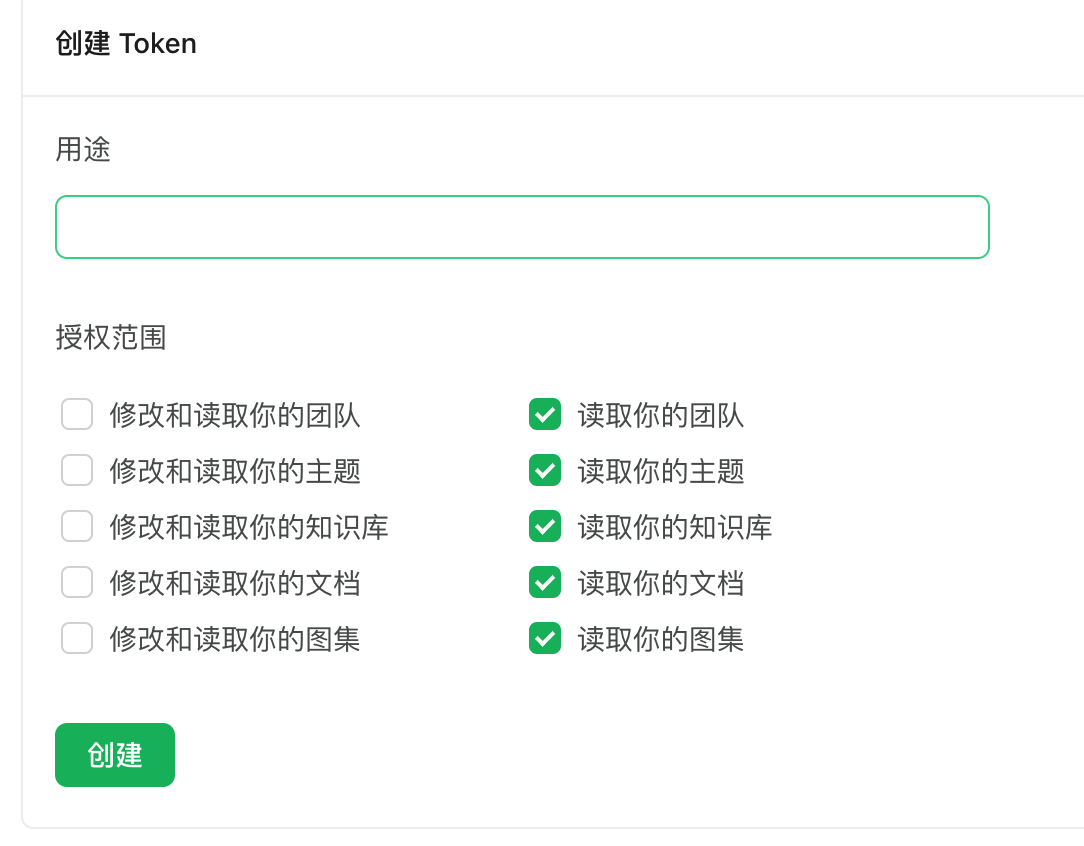 创建 Token
用途
授权范围
修改和读取你的团队 读取你的团队
修改和读取你的主题 读取你的主题
修改和读取你的知识库 读取你的知识库
修改和读取你的文档 读取你的文档
修改和读取你的图集 读取你的图集
创建